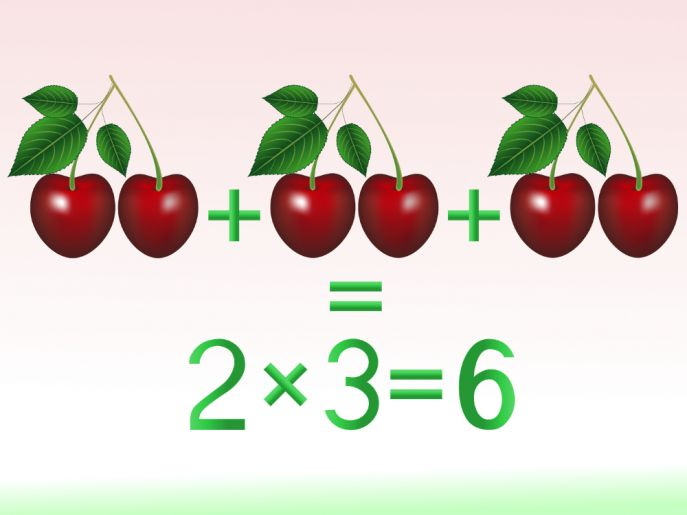 + +
=
2×3=6